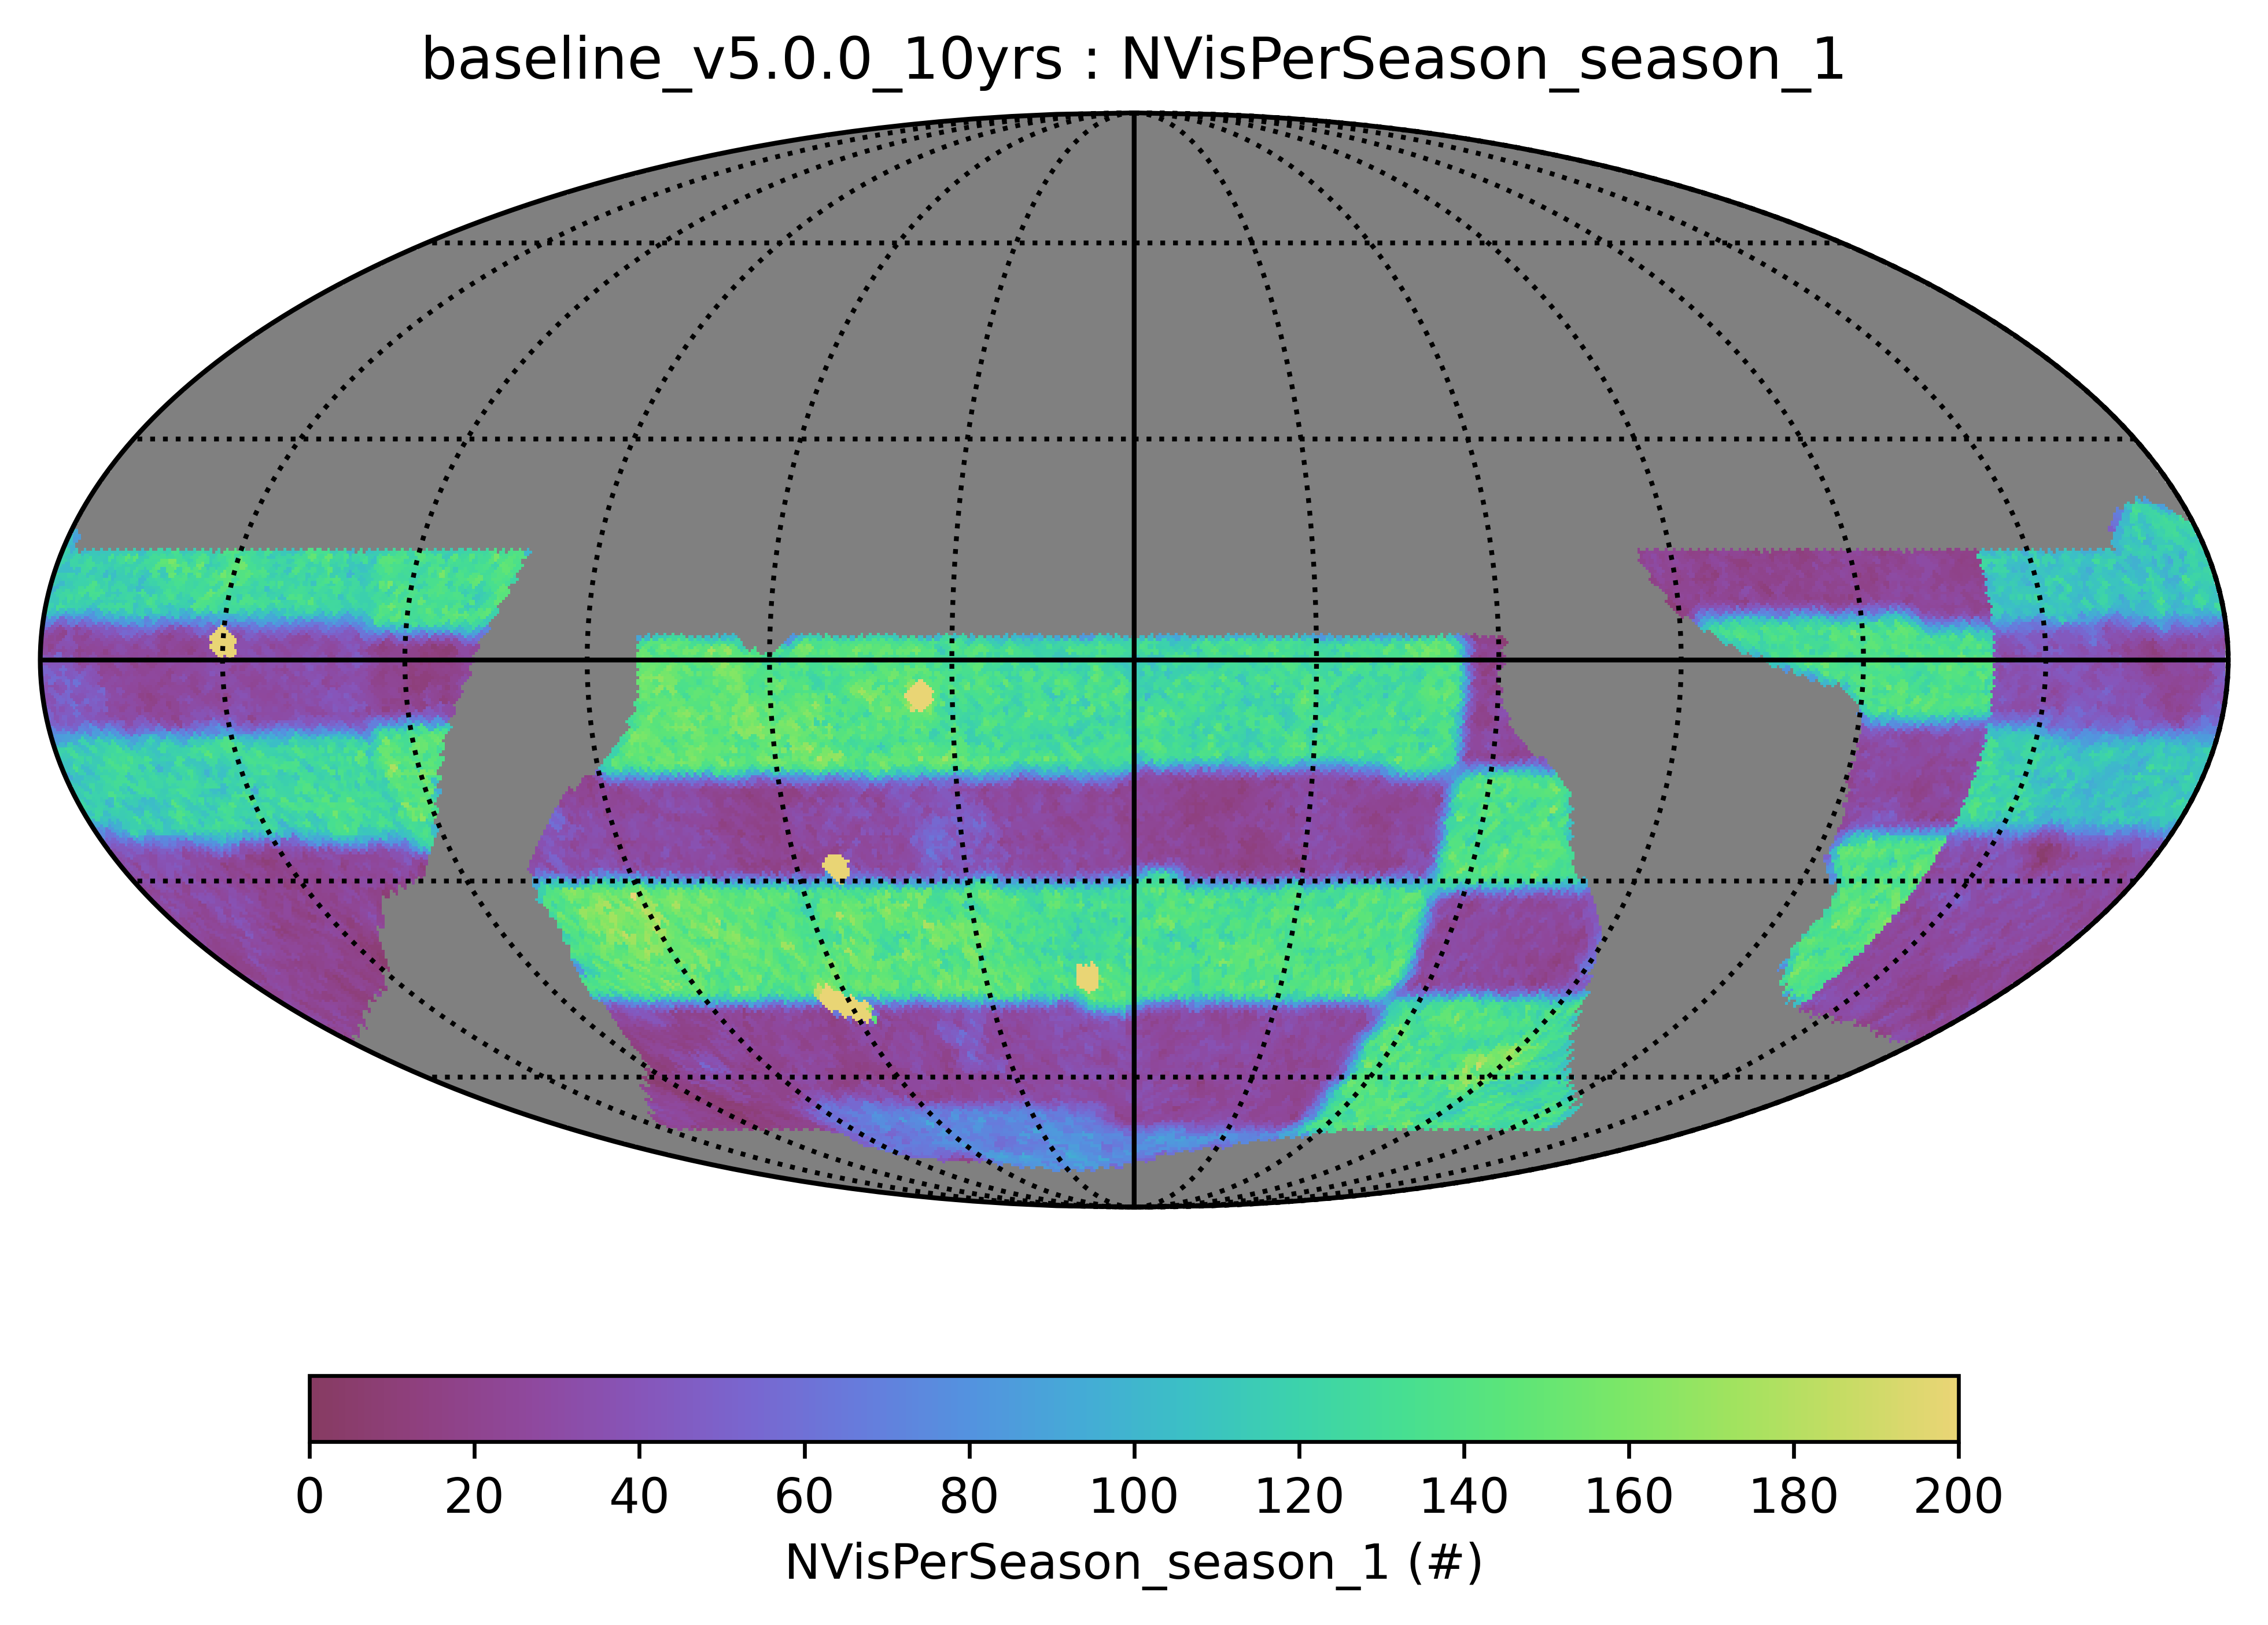 baseline_v5.0.0_10yrs : NVisPerSeason_season_1
0 20 40 60 80 100 120 140 160 180 200
NVisPerSeason_season_1 (#)